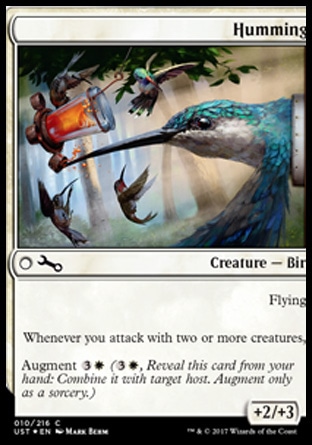 Humming
Creature — Bir
Flying
Whenever you attack with two or more creatures,
Augment 3W (3W, Reveal this card from your
hand: Combine it with target host. Augment only
as a sorcery.)
+2/+3
010/216 C
UST ★ EN MARK BEHM
™ & © 2017 Wizards of the Coast